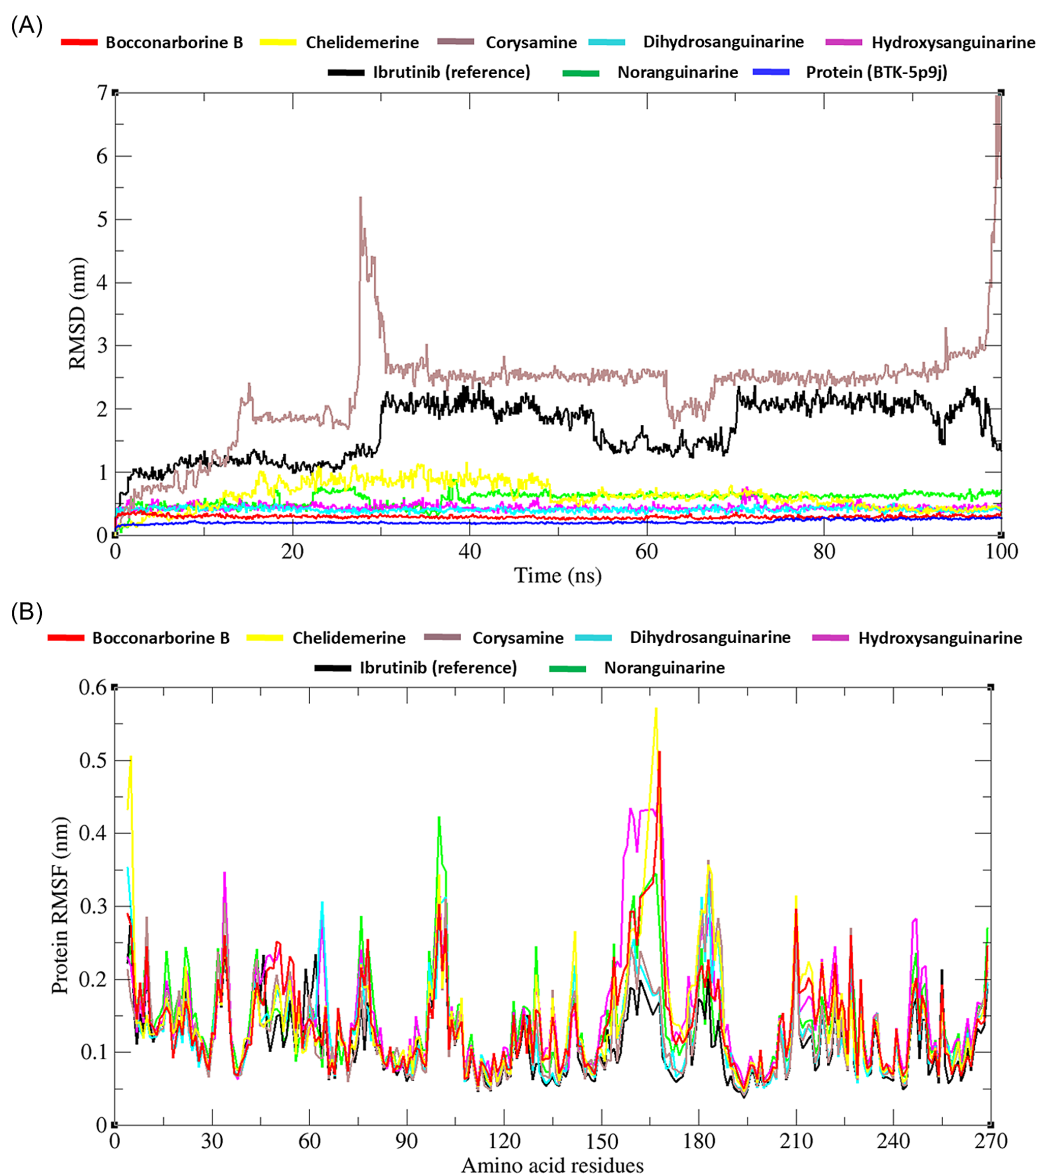 (A)
Bocconarborine B Chelidemerine Corysamine Dihydrosanguinarine Hydroxysanguinarine
Ibrutinib (reference) Noranguinarine Protein (BTK-5p9j)
7
6
5
4
3
2
1
0
RMSD (nm)
0 20 40 60 80 100
Time (ns)
(B)
Bocconarborine B Chelidemerine Corysamine Dihydrosanguinarine Hydroxysanguinarine
Ibrutinib (reference) Noranguinarine
0.6
0.5
0.4
0.3
0.2
0.1
0
Protein RMSF (nm)
0 30 60 90 120 150 180 210 240 270
Amino acid residues